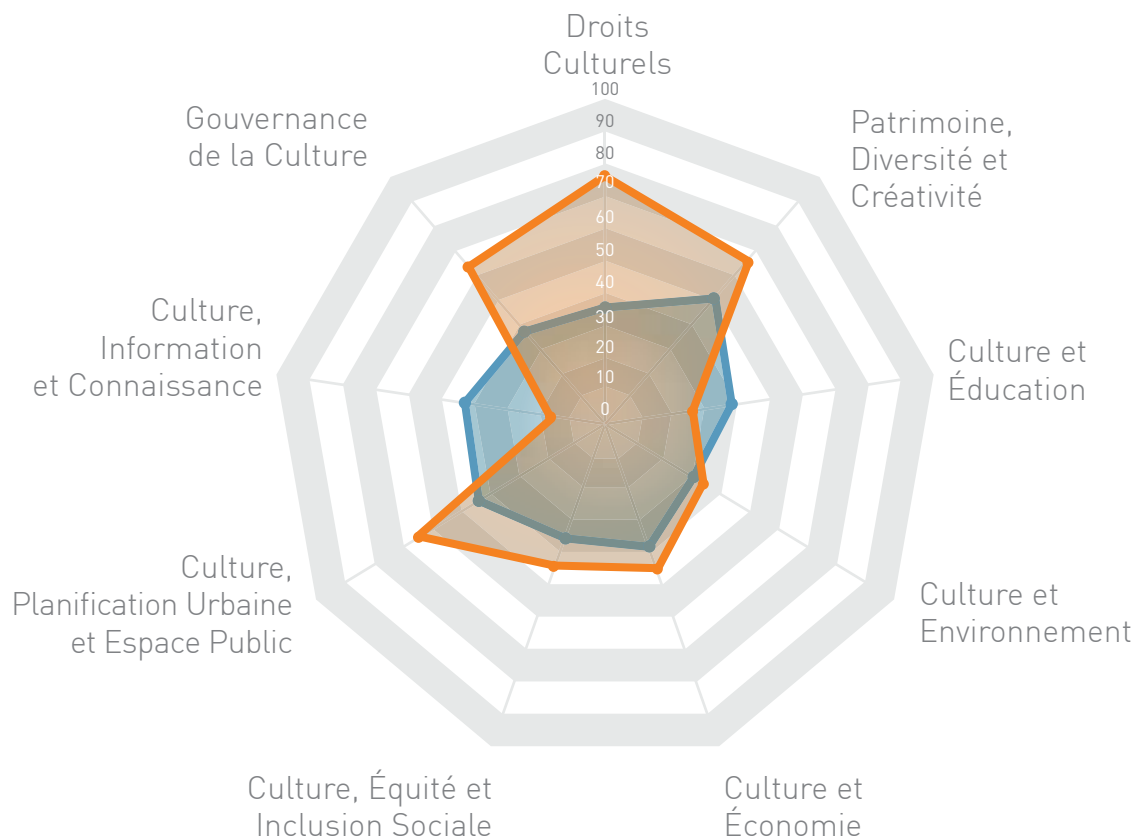 Droits
Culturels
100
90
80
70
60
50
40
30
20
10
0
Patrimoine,
Diversité et
Créativité
Culture et
Éducation
Culture et
Environnement
Culture et
Économie
Culture, Équité et
Inclusion Sociale
Culture,
Planification Urbaine
et Espace Public
Culture,
Information
et Connaissance
Gouvernance
de la Culture